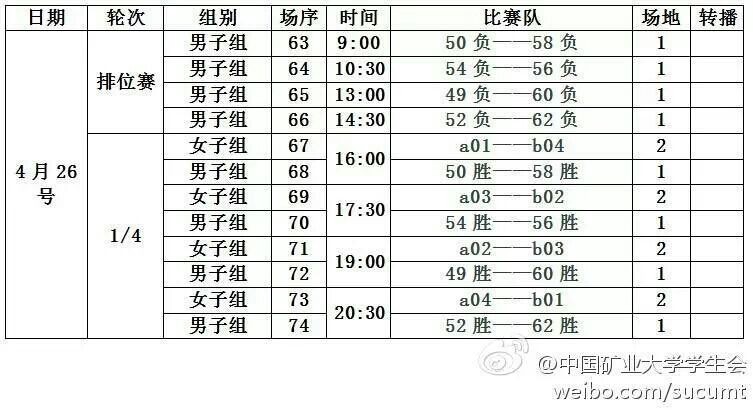 日期 轮次 组别 场序 时间 比赛队 场地 转播
4月26号 排位赛 男子组 63 9:00 50负——58负 1
男子组 64 10:30 54负——56负 1
男子组 65 13:00 49负——60负 1
男子组 66 14:30 52负——62负 1
1/4 女子组 67 16:00 a01——b04 2
男子组 68 50胜——58胜 1
女子组 69 17:30 a03——b02 2
男子组 70 54胜——56胜 1
女子组 71 19:00 a02——b03 2
男子组 72 49胜——60胜 1
女子组 73 20:30 a04——b01 2
男子组 74 52胜——62胜 1
@中国矿业大学学生会
weibo.com/sucumt